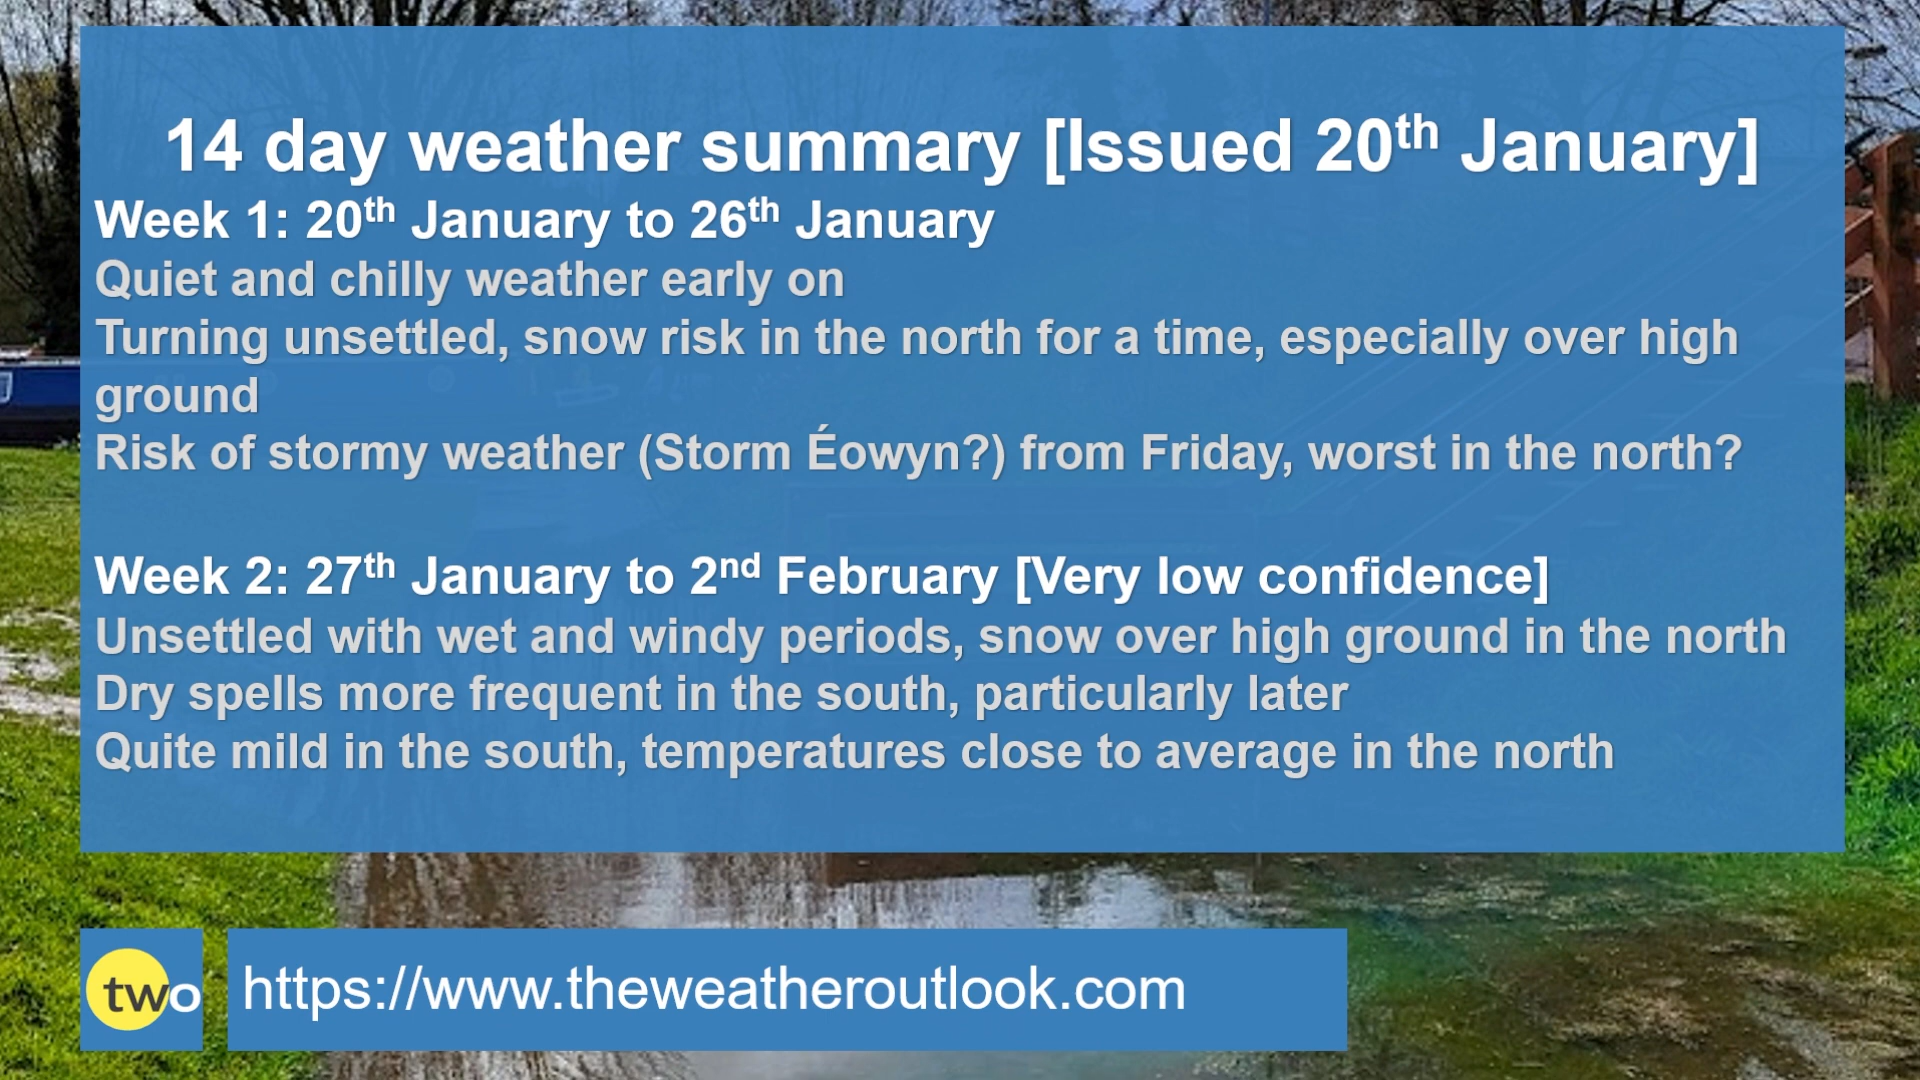 14 day weather summary [Issued 20th January]
Week 1: 20th January to 26th January
Quiet and chilly weather early on
Turning unsettled, snow risk in the north for a time, especially over high
ground
Risk of stormy weather (Storm Éowyn?) from Friday, worst in the north?
Week 2: 27th January to 2nd February [Very low confidence]
Unsettled with wet and windy periods, snow over high ground in the north
Dry spells more frequent in the south, particularly later
Quite mild in the south, temperatures close to average in the north
two
https://www.theweatheroutlook.com